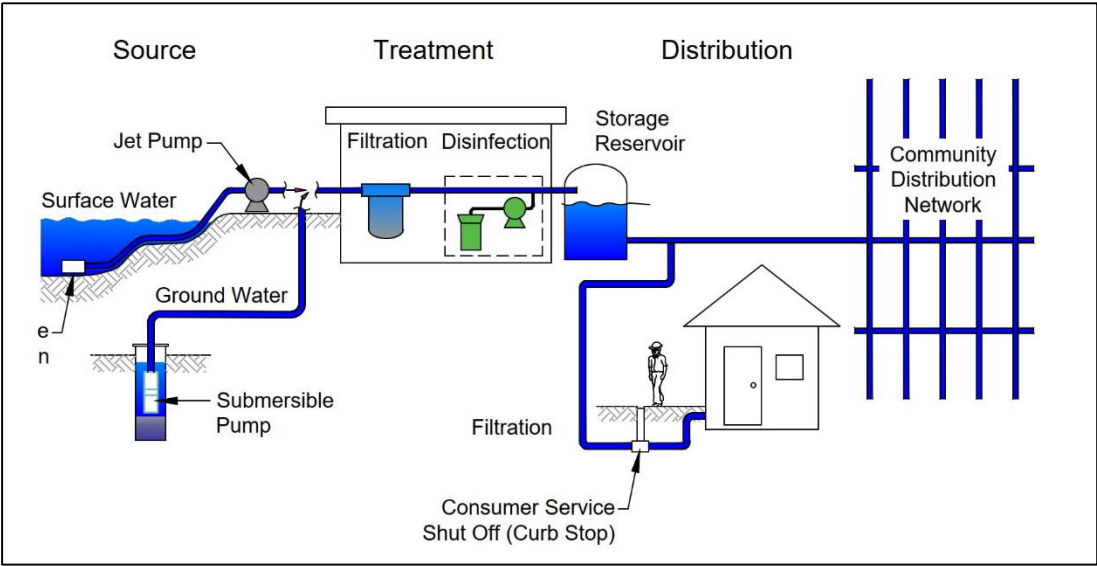 Source
Treatment
Distribution
Jet Pump
Filtration
Disinfection
Storage
Reservoir
Community
Distribution
Network
Surface Water
Ground Water
e
n
Submersible
Pump
Filtration
Consumer Service
Shut Off (Curb Stop)